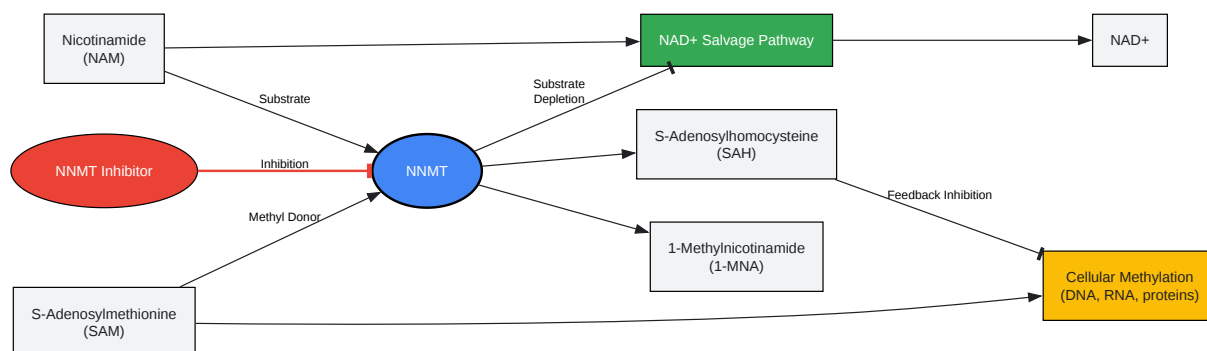 Nicotinamide
(NAM)
NAD+ Salvage Pathway
NAD+
Substrate
Depletion
Substrate
S-Adenosylhomocysteine
(SAH)
NNMT Inhibitor
Inhibition
NNMT
Feedback Inhibition
Methyl Donor
1-Methylnicotinamide
(1-MNA)
Cellular Methylation
(DNA, RNA, proteins)
S-Adenosylmethionine
(SAM)